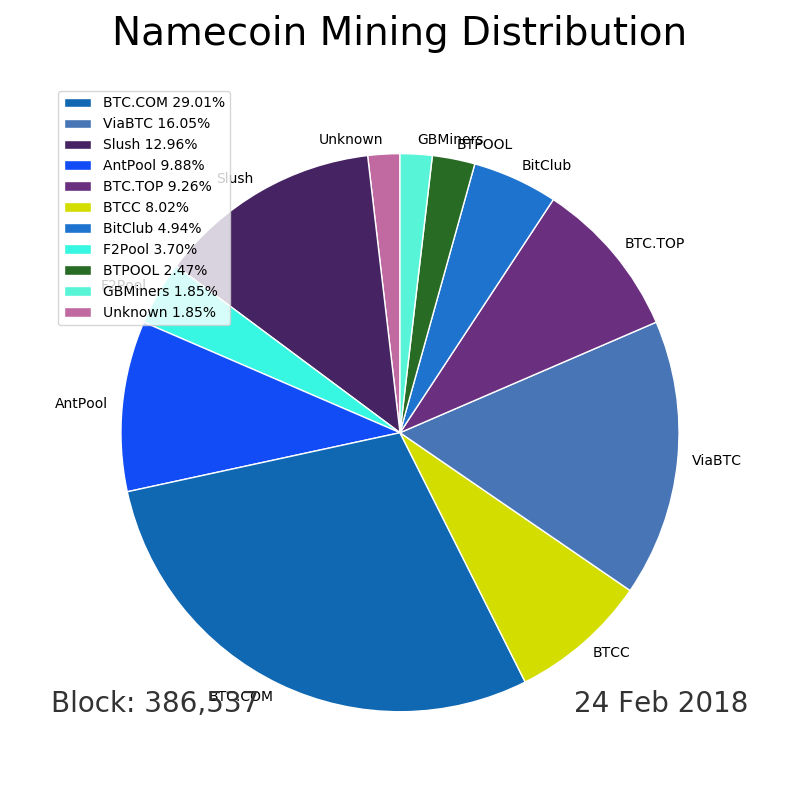 Namecoin Mining Distribution
BTC.COM 29.01%
ViaBTC 16.05%
Slush 12.96%
AntPool 9.88%
BTC.TOP 9.26%
BTCC 8.02%
BitClub 4.94%
F2Pool 3.70%
BTPOOL 2.47%
GBMiners 1.85%
Unknown 1.85%
Unknown
GBMiners
BTPOOL
BitClub
Slush
BTC.TOP
F2Pool
AntPool
ViaBTC
BTCC
BTC.COM
Block: 386,537
24 Feb 2018